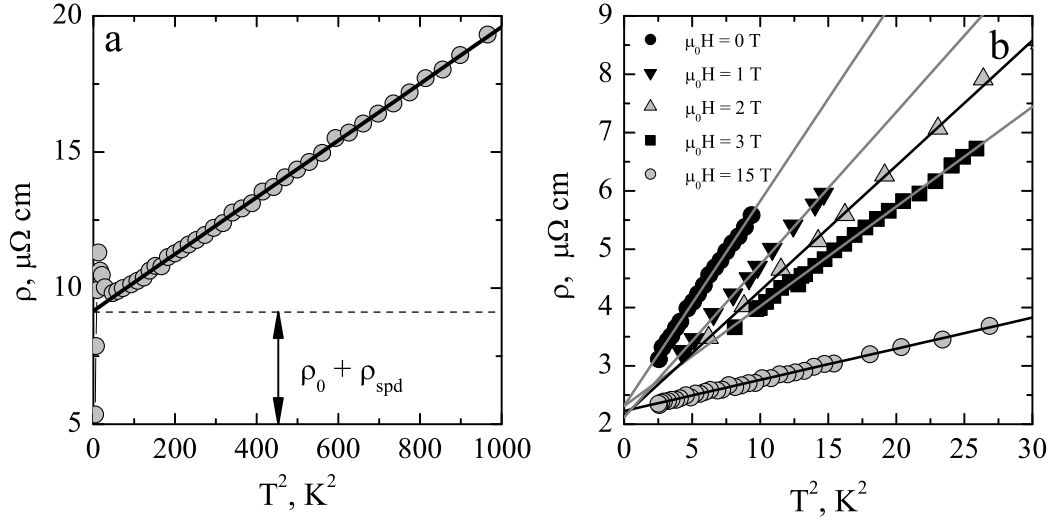 a
20
15
10
5
ρ, μΩ cm
ρ₀ + ρ_spd
0 200 400 600 800 1000
T², K²
b
9
8
7
6
5
4
3
2
ρ, μΩ cm
μ₀H = 0 T
μ₀H = 1 T
μ₀H = 2 T
μ₀H = 3 T
μ₀H = 15 T
0 5 10 15 20 25 30
T², K²